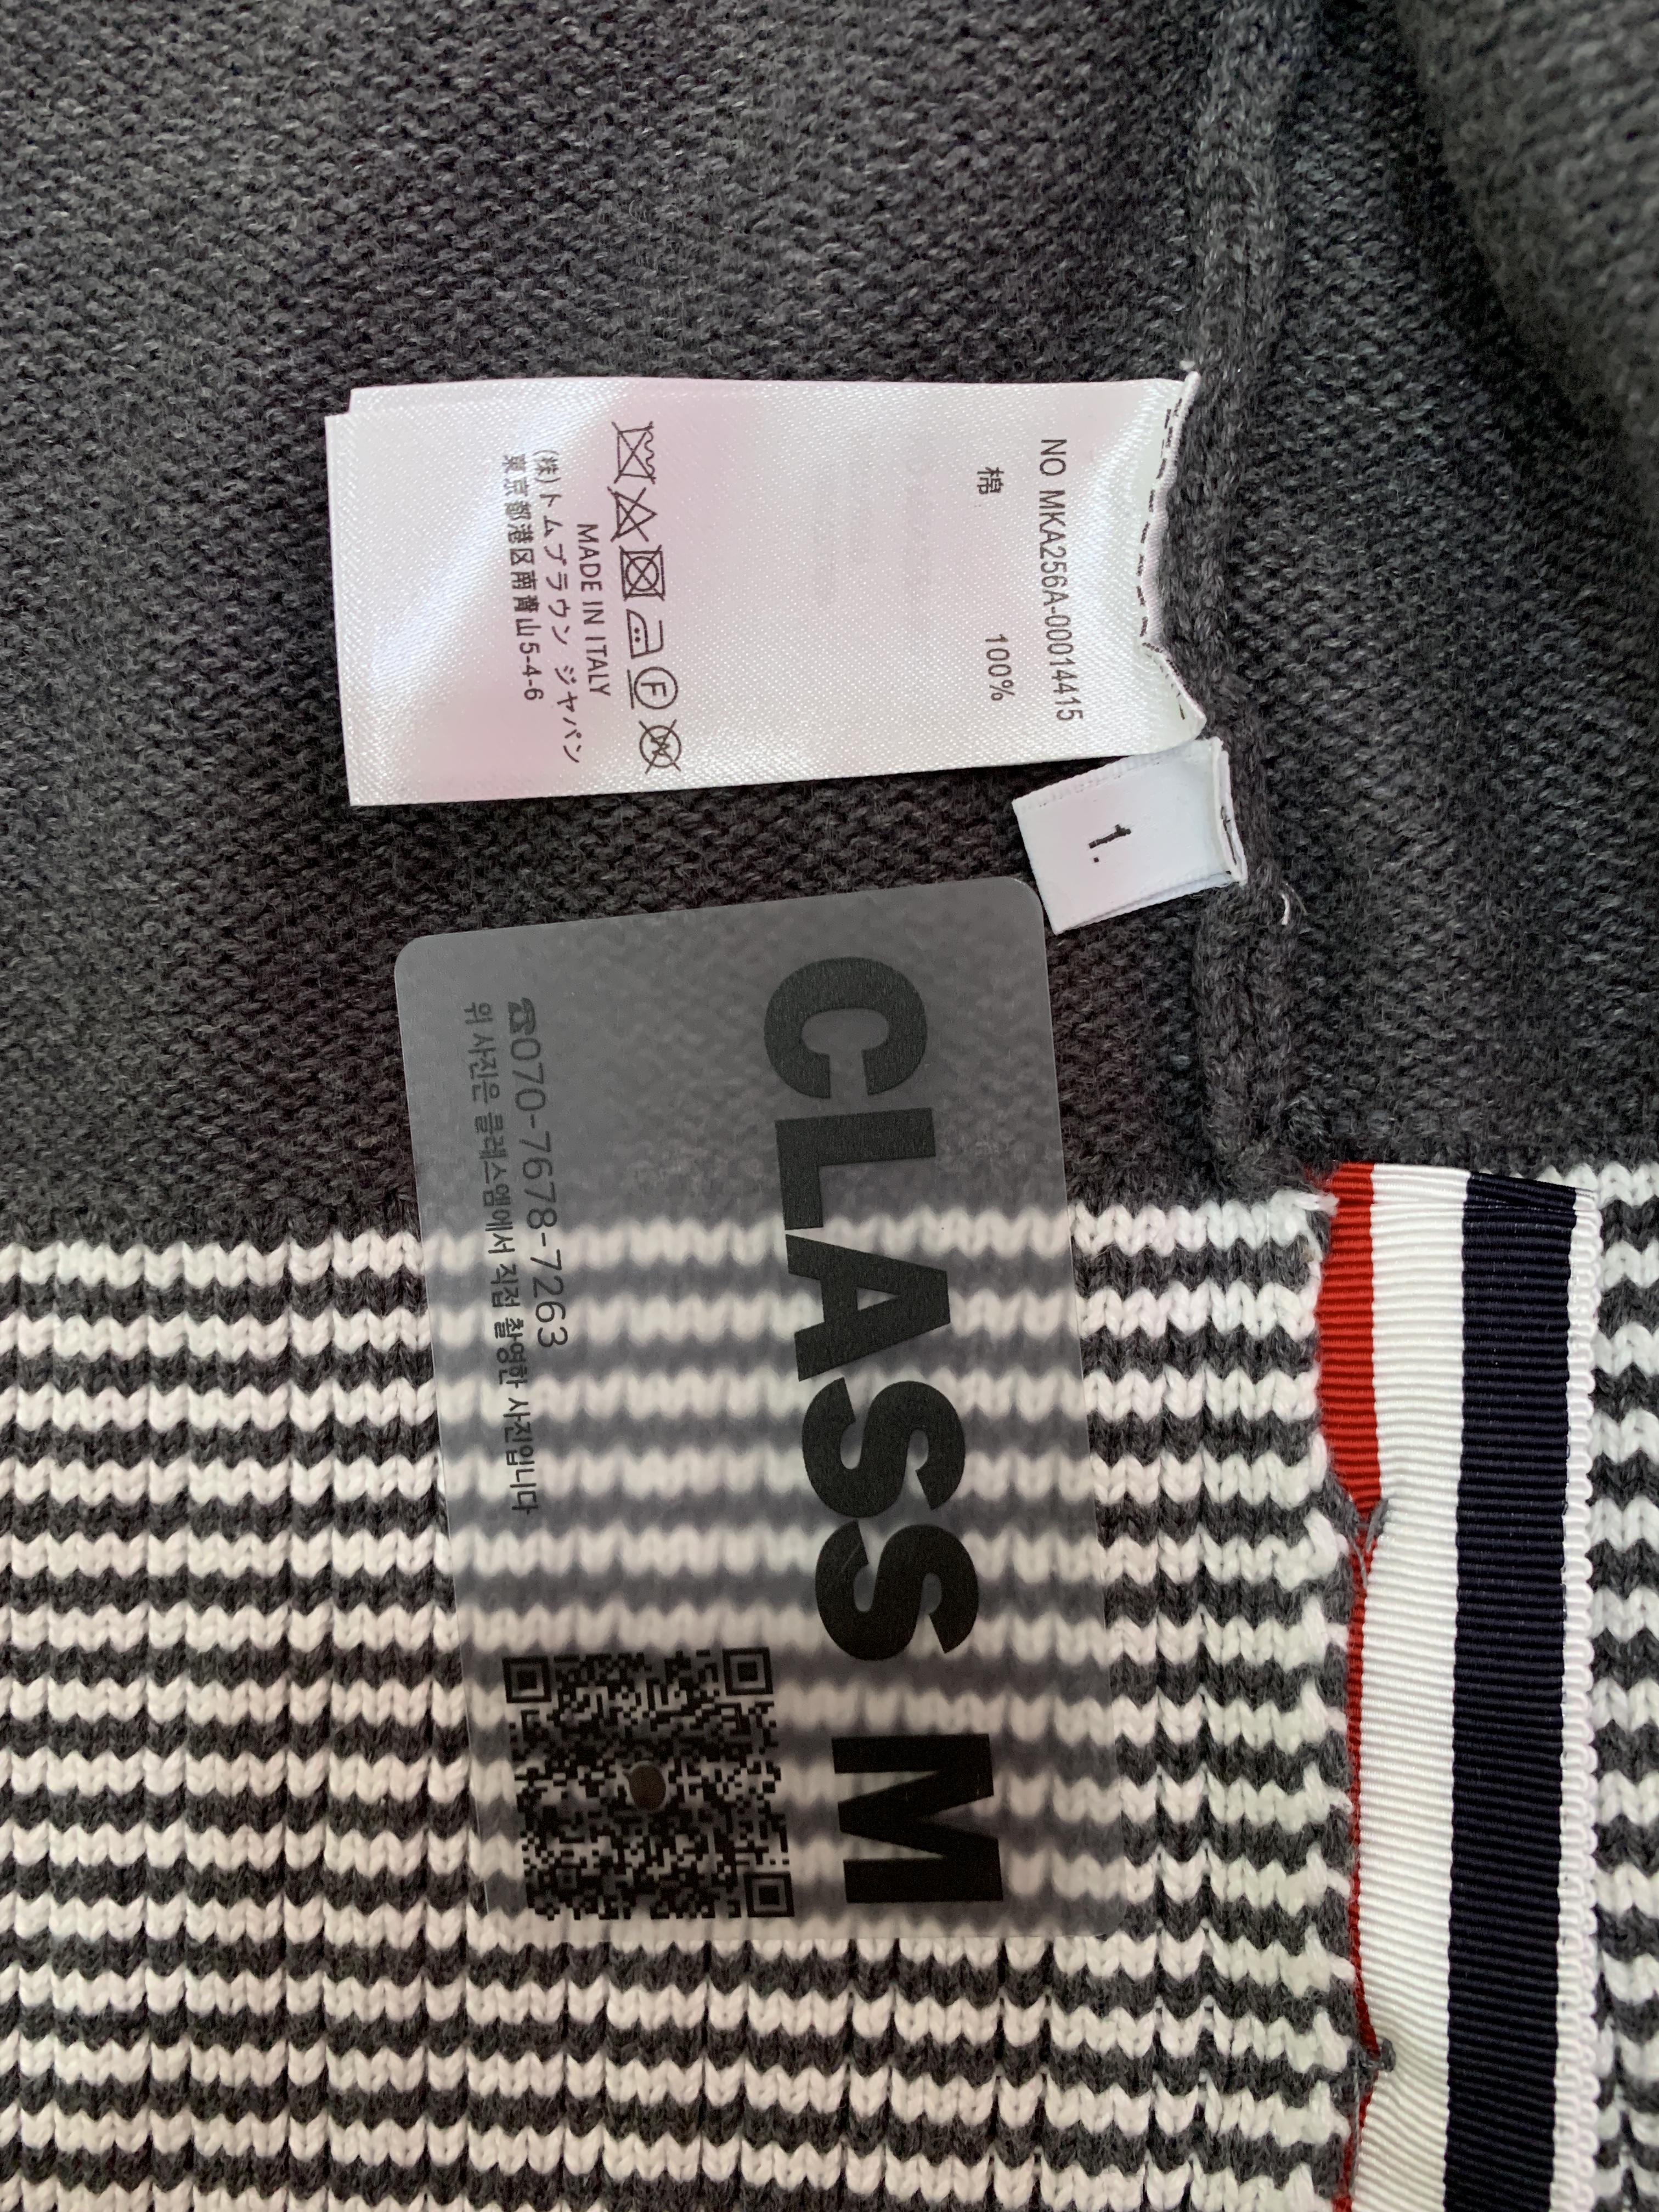 NO MKA256A-00014415
棉 100%
MADE IN ITALY
(株)トムブラウン ジャパン
東京都港区南青山5-4-6
1.
CLASS M
☎070-7678-7263
위 사진은 클래스엠에서 직접 촬영한 사진입니다